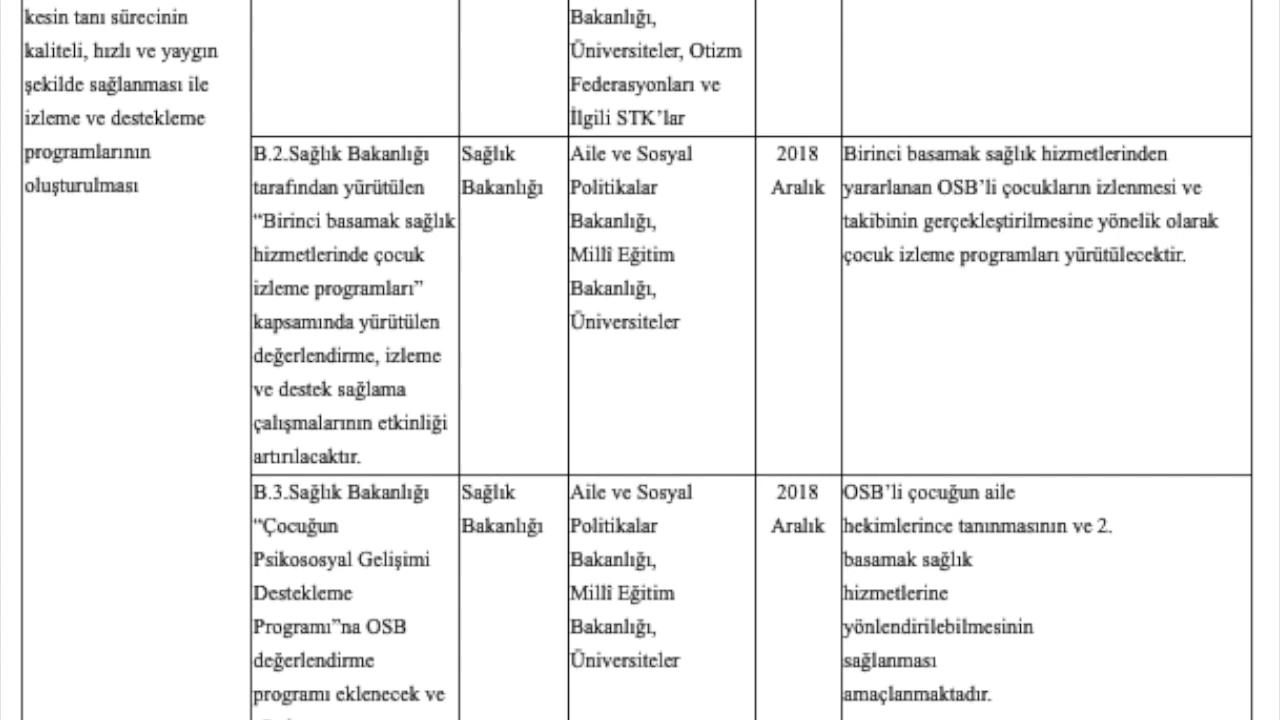 kesin tanı sürecinin
kaliteli, hızlı ve yaygın
şekilde sağlanması ile
izleme ve destekleme
programlarının
oluşturulması
Bakanlığı,
Üniversiteler, Otizm
Federasyonları ve
İlgili STK’lar
B.2.Sağlık Bakanlığı
tarafından yürütülen
“Birinci basamak sağlık
hizmetlerinde çocuk
izleme programları”
kapsamında yürütülen
değerlendirme, izleme
ve destek sağlama
çalışmalarının etkinliği
artırılacaktır.
Sağlık
Bakanlığı
Aile ve Sosyal
Politikalar
Bakanlığı,
Millî Eğitim
Bakanlığı,
Üniversiteler
2018
Aralık
Birinci basamak sağlık hizmetlerinden
yararlanan OSB’li çocukların izlenmesi ve
takibinin gerçekleştirilmesine yönelik olarak
çocuk izleme programları yürütülecektir.
B.3.Sağlık Bakanlığı
“Çocuğun
Psikososyal Gelişimi
Destekleme
Programı”na OSB
değerlendirme
programı eklenecek ve
Sağlık
Bakanlığı
Aile ve Sosyal
Politikalar
Bakanlığı,
Millî Eğitim
Bakanlığı,
Üniversiteler
2018
Aralık
OSB’li çocuğun aile
hekimlerince tanınmasının ve 2.
basamak sağlık
hizmetlerine
yönlendirilebilmesinin
sağlanması
amaçlanmaktadır.